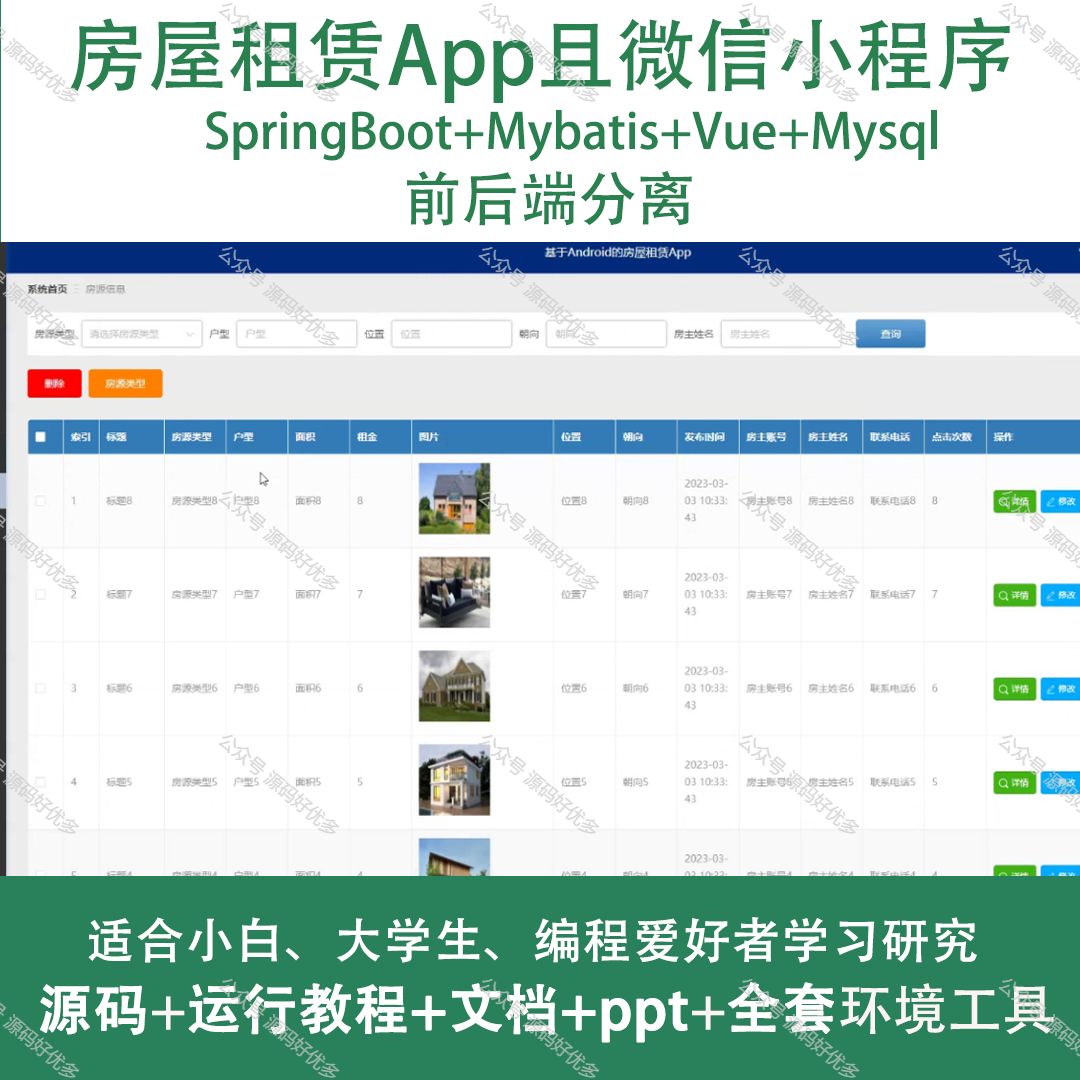 房屋租赁App且微信小程序
SpringBoot+Mybatis+Vue+Mysql
前后端分离
基于Android的房屋租赁App
系统首页 房源信息
房源类型 请选择房源类型 户型 户型 位置 位置 朝向 朝向 房主姓名 房主姓名 查询
删除 房源类型
索引 标题 房源类型 户型 面积 租金 图片 位置 朝向 发布时间 房主账号 房主姓名 联系电话 点击次数 操作
1 标题8 房源类型8 户型8 面积8 8 位置8 朝向8 2023-03-03 10:33:43 房主账号8 房主姓名8 联系电话8 8 详情 修改
2 标题7 房源类型7 户型7 面积7 7 位置7 朝向7 2023-03-03 10:33:43 房主账号7 房主姓名7 联系电话7 7 详情 修改
3 标题6 房源类型6 户型6 面积6 6 位置6 朝向6 2023-03-03 10:33:43 房主账号6 房主姓名6 联系电话6 6 详情 修改
4 标题5 房源类型5 户型5 面积5 5 位置5 朝向5 2023-03-03 10:33:43 房主账号5 房主姓名5 联系电话5 5 详情 修改
5 标题4 房源类型4 户型4 面积4 4 位置4 朝向4 2023-03-03 10:33: 房主账号4 房主姓名4 联系电话4 4 详情 修改
适合小白、大学生、编程爱好者学习研究
源码+运行教程+文档+ppt+全套环境工具
公众号 源码好优多